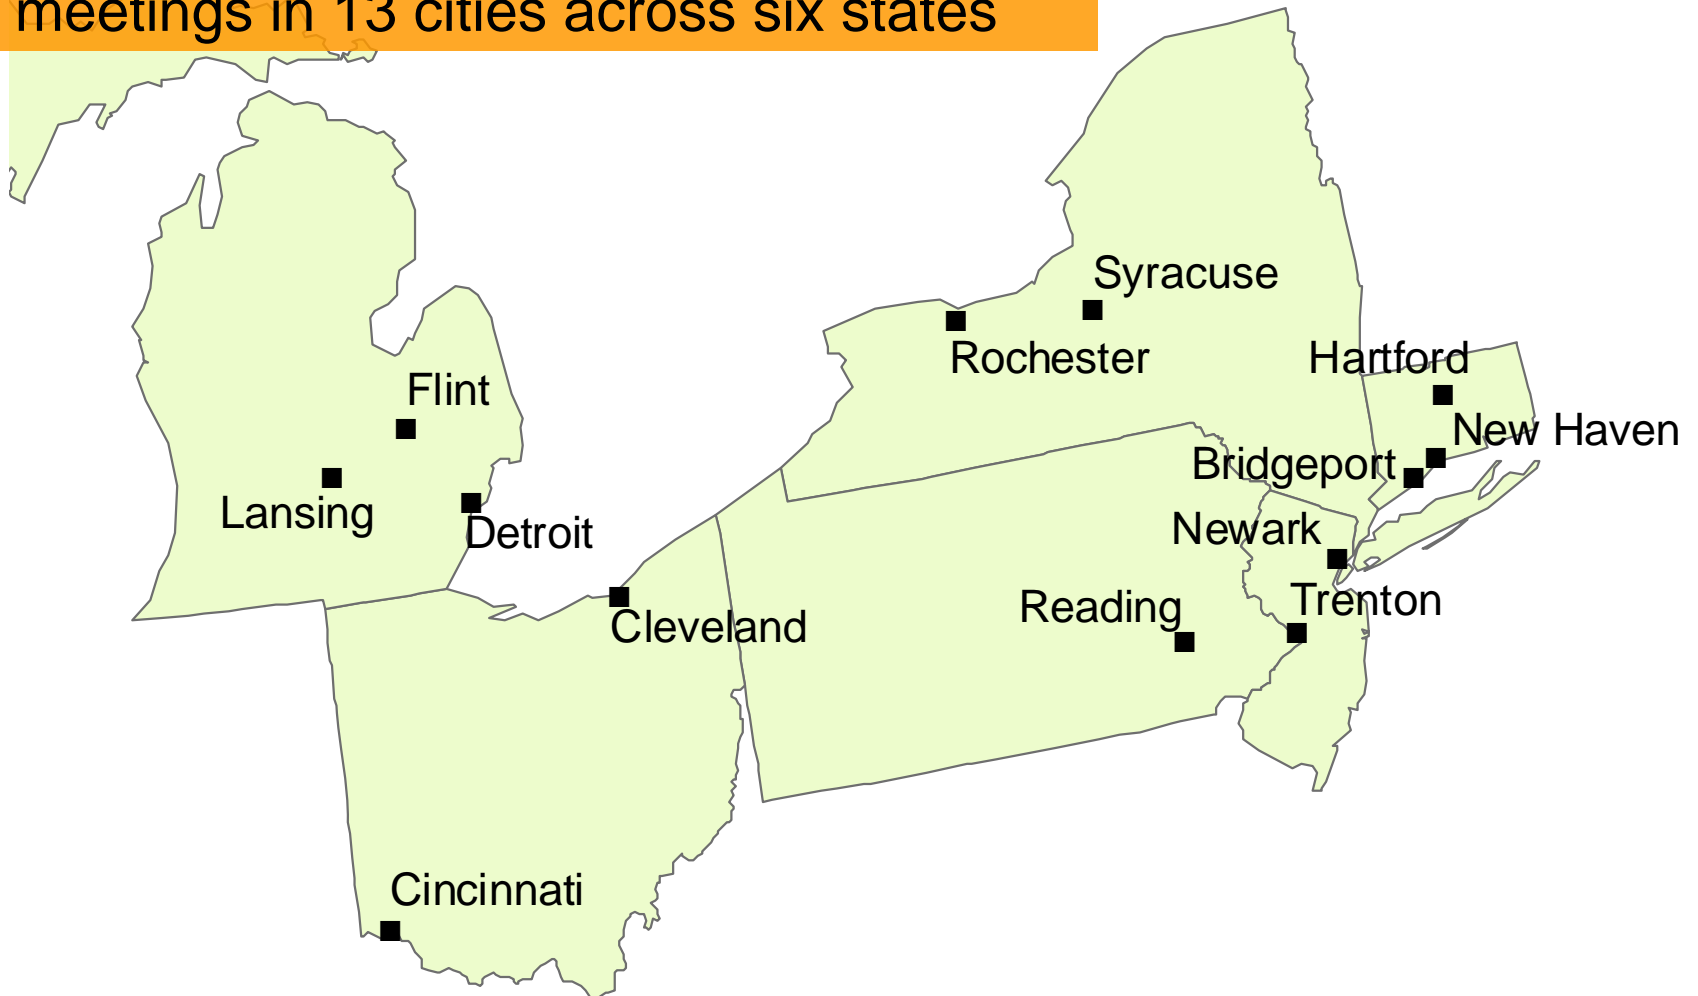 meetings in 13 cities across six states
Syracuse
Rochester
Hartford
Flint
New Haven
Bridgeport
Lansing
Detroit
Newark
Cleveland
Reading
Trenton
Cincinnati